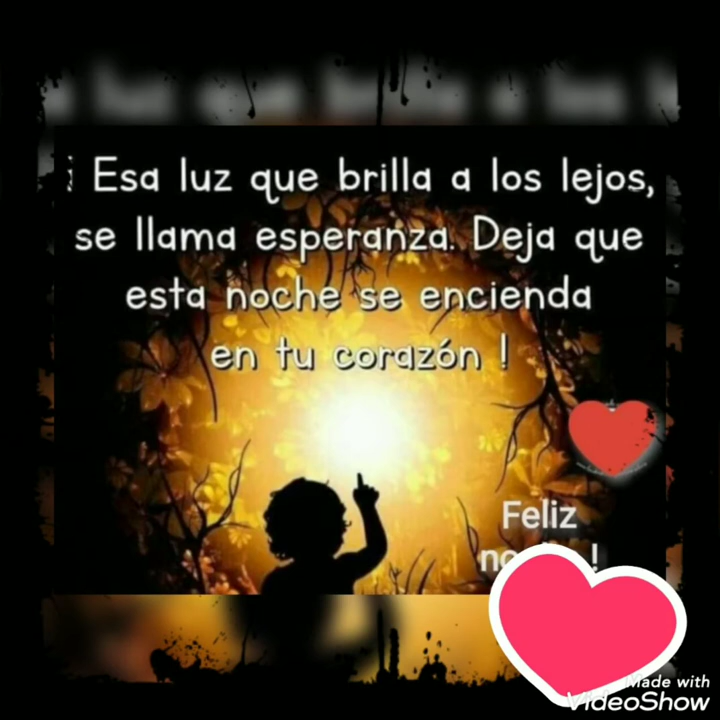 ¡ Esa luz que brilla a los lejos,
se llama esperanza. Deja que
esta noche se encienda
en tu corazón !
Feliz
!
Made with
VideoShow